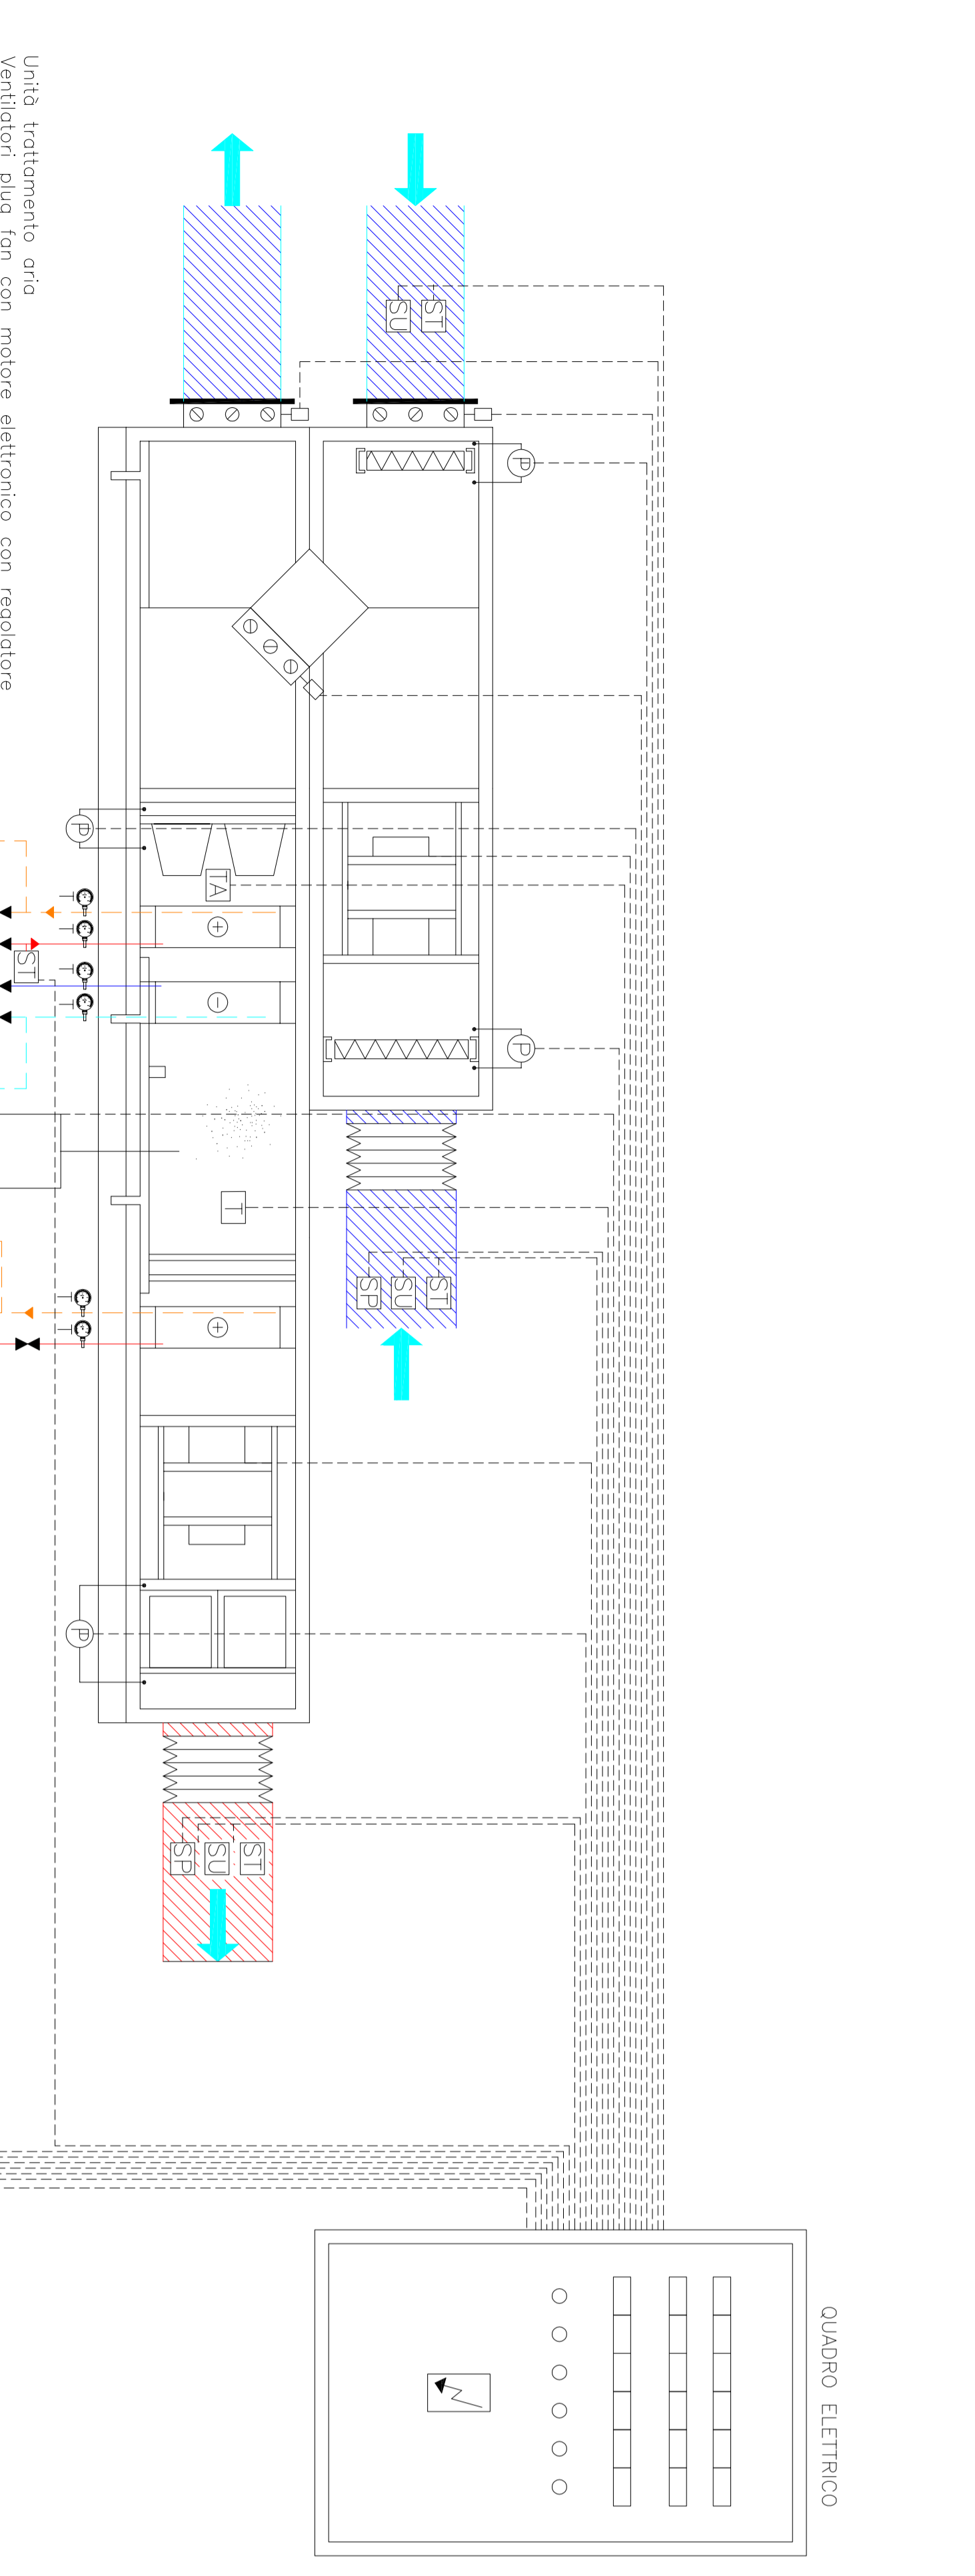 Unità trattamento aria
Ventilatori plug fan con motore elettronico con regolatore
SU
ST
P
P
TA
P
ST
T
SP
SU
ST
P
SP
SU
ST
QUADRO ELETTRICO